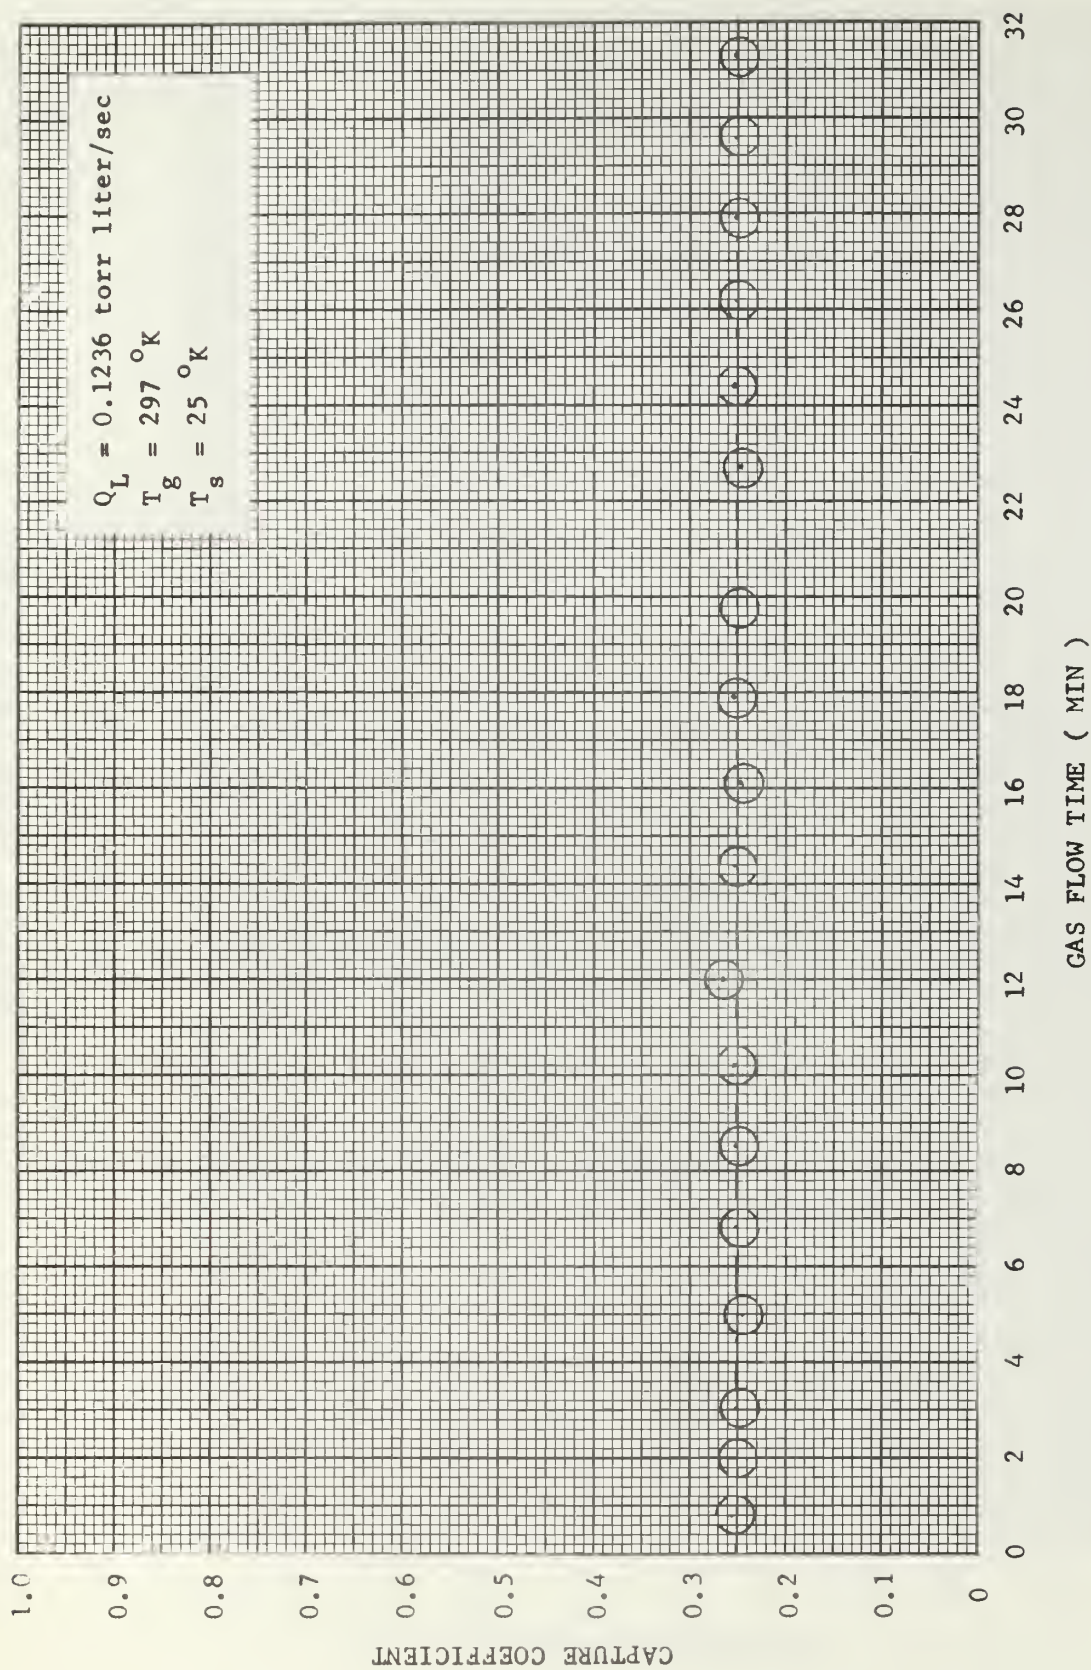 Q_L = 0.1236 torr liter/sec
T_g = 297 °K
T_s = 25 °K
CAPTURE COEFFICIENT
1.0
0.9
0.8
0.7
0.6
0.5
0.4
0.3
0.2
0.1
0
0 2 4 6 8 10 12 14 16 18 20 22 24 26 28 30 32
GAS FLOW TIME ( MIN )